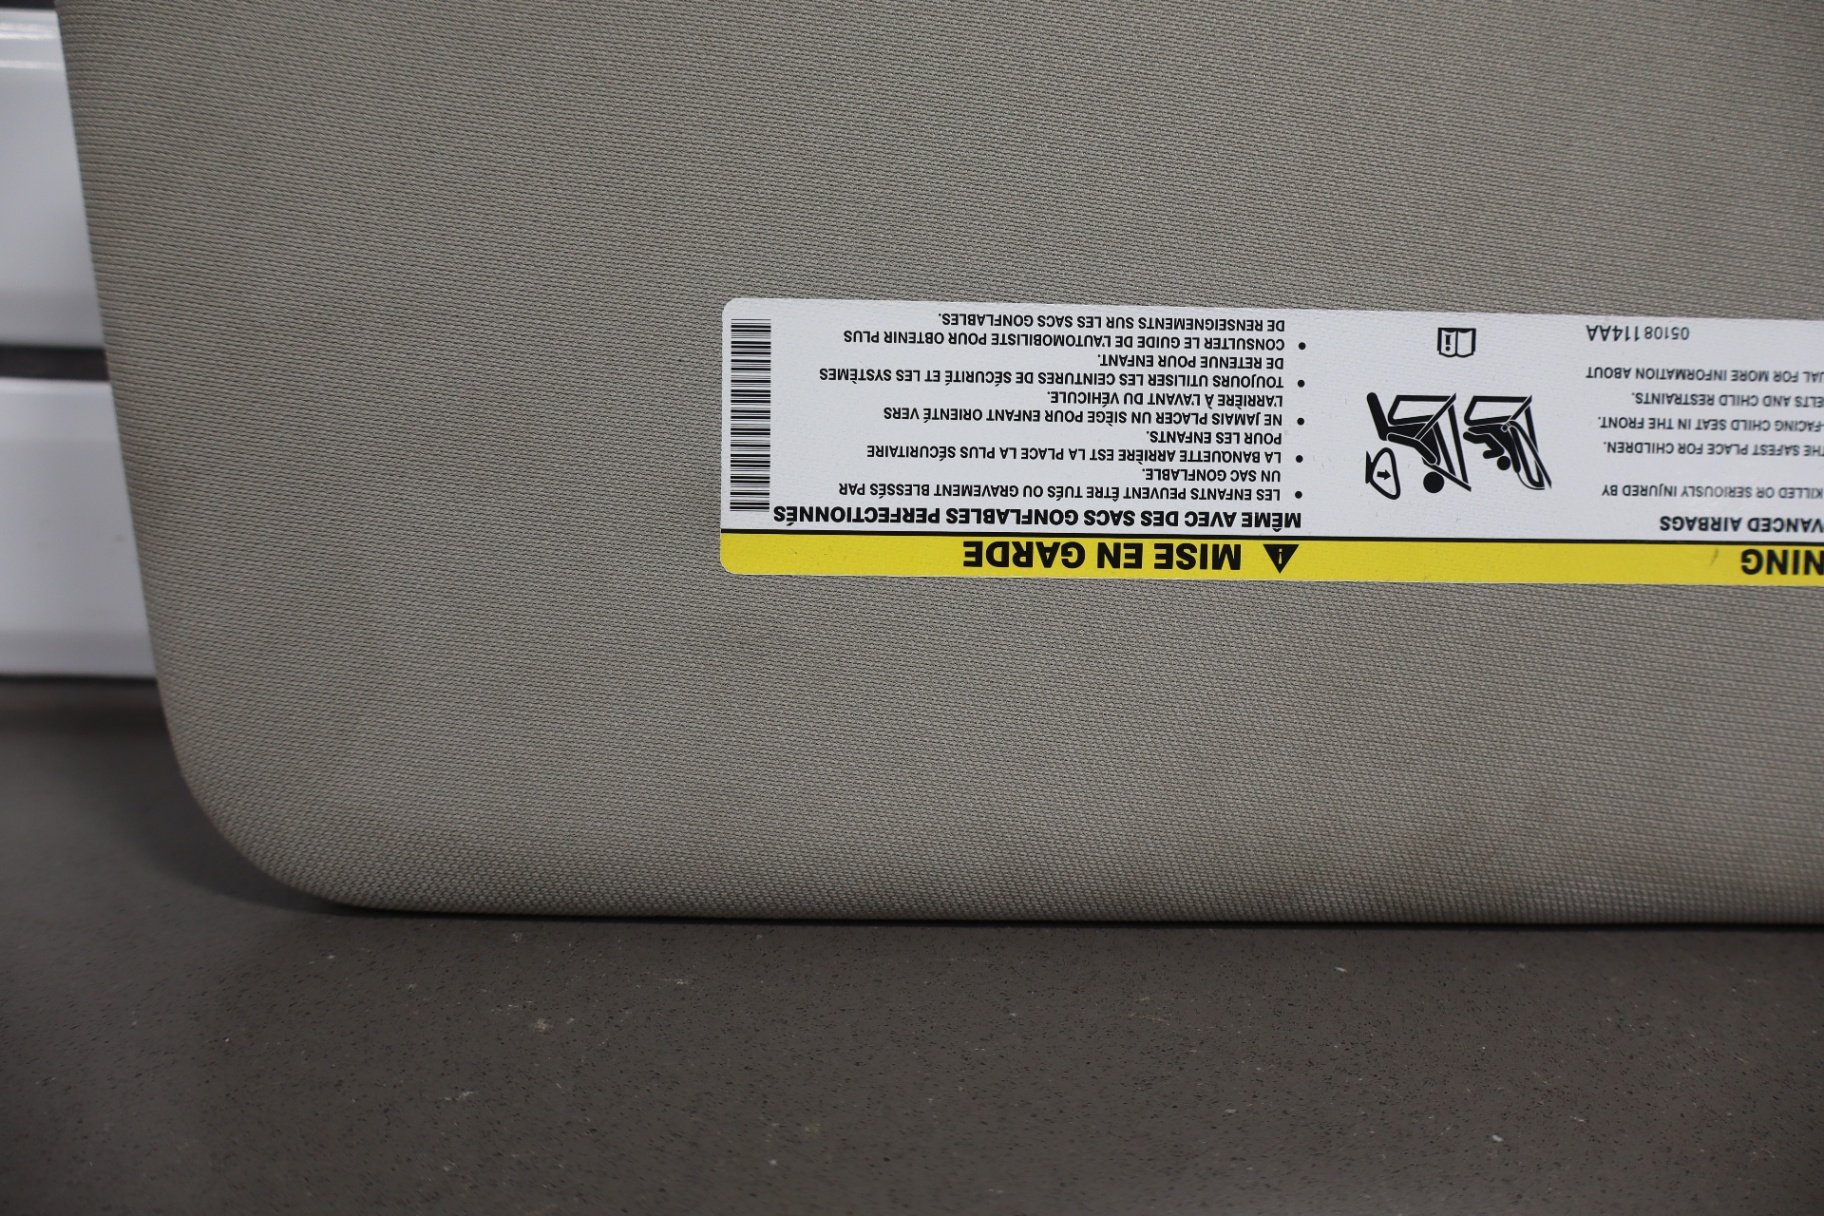 NING
VANCED AIRBAGS
KILLED OR SERIOUSLY INJURED BY
HE SAFEST PLACE FOR CHILDREN.
-FACING CHILD SEAT IN THE FRONT.
ELTS AND CHILD RESTRAINTS.
UAL FOR MORE INFORMATION ABOUT
05108114AA
MISE EN GARDE
MÊME AVEC DES SACS GONFLABLES PERFECTIONNÉS
• LES ENFANTS PEUVENT ÊTRE TUÉS OU GRAVEMENT BLESSÉS PAR
UN SAC GONFLABLE.
• LA BANQUETTE ARRIÈRE EST LA PLACE LA PLUS SÉCURITAIRE
POUR LES ENFANTS.
• NE JAMAIS PLACER UN SIÈGE POUR ENFANT ORIENTÉ VERS
L'ARRIÈRE À L'AVANT DU VÉHICULE.
• TOUJOURS UTILISER LES CEINTURES DE SÉCURITÉ ET LES SYSTÈMES
DE RETENUE POUR ENFANT.
• CONSULTER LE GUIDE DE L'AUTOMOBILISTE POUR OBTENIR PLUS
DE RENSEIGNEMENTS SUR LES SACS GONFLABLES.